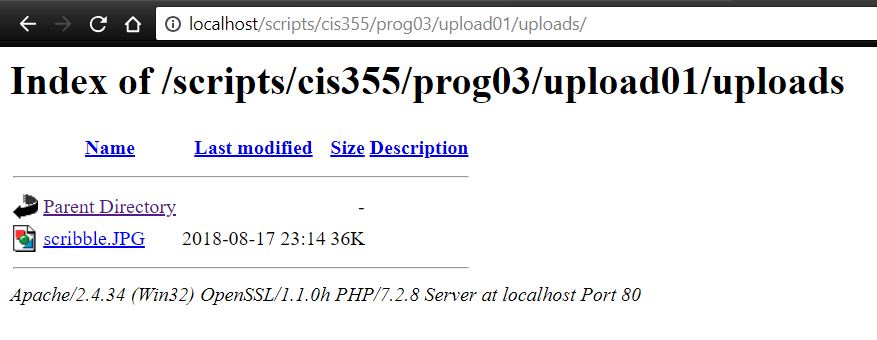 localhost/scripts/cis355/prog03/upload01/uploads/
Index of /scripts/cis355/prog03/upload01/uploads
Name Last modified Size Description
Parent Directory -
scribble.JPG 2018-08-17 23:14 36K
Apache/2.4.34 (Win32) OpenSSL/1.1.0h PHP/7.2.8 Server at localhost Port 80